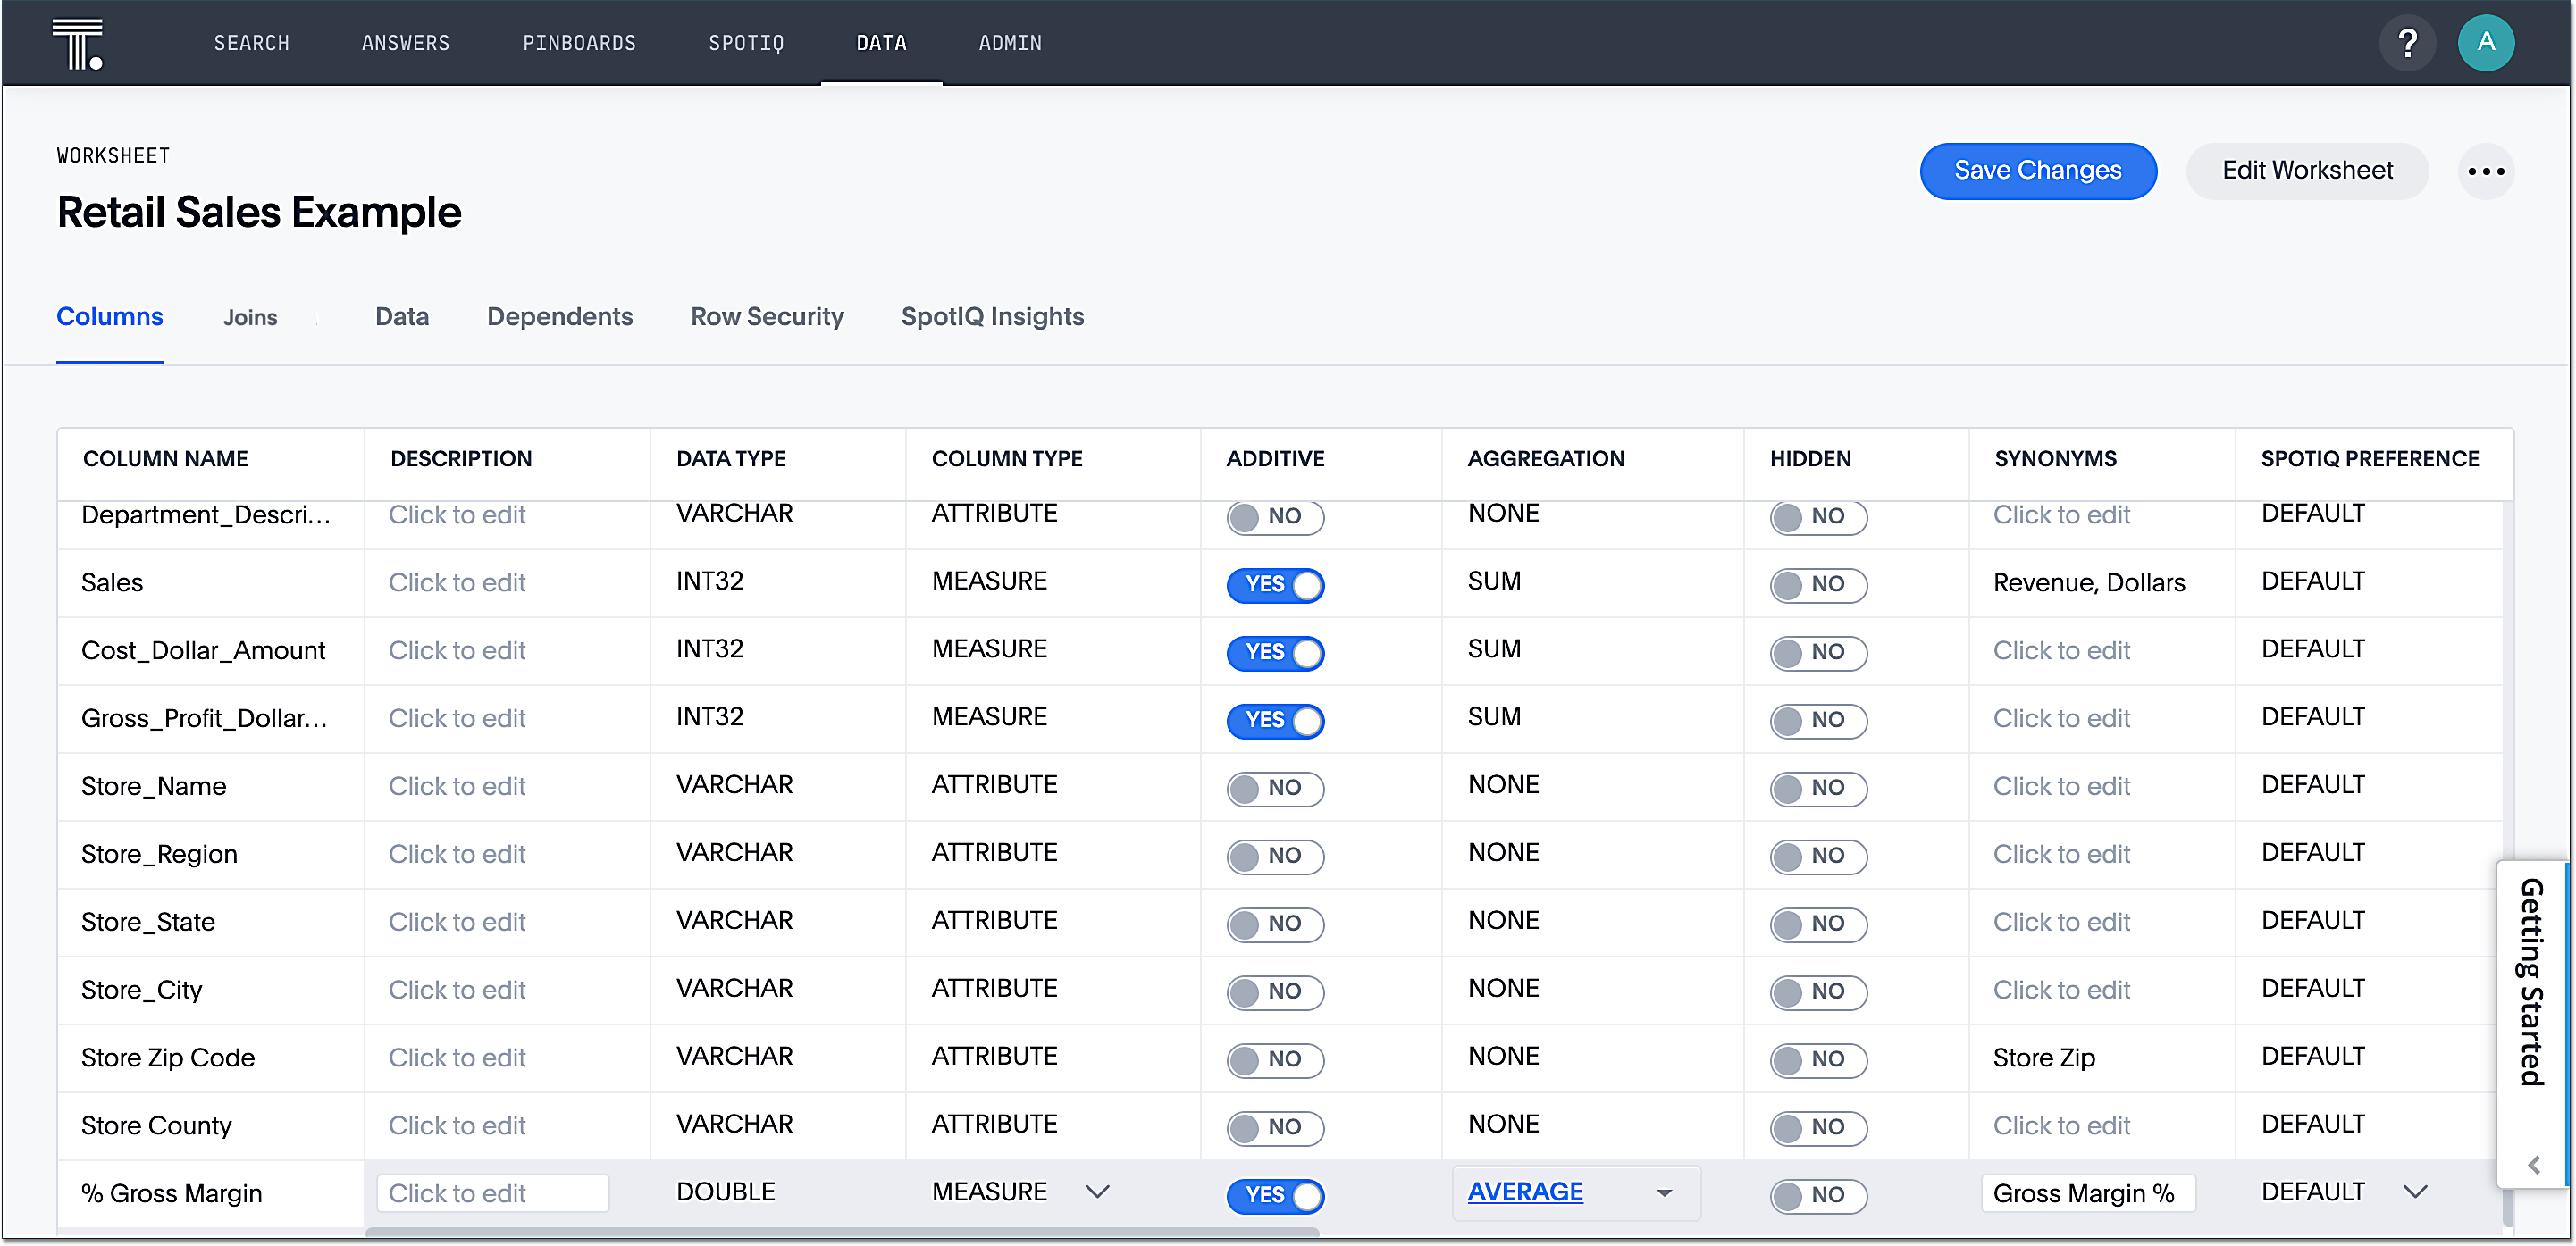 T. SEARCH ANSWERS PINBOARDS SPOTIQ DATA ADMIN ? A
WORKSHEET
Retail Sales Example
Save Changes Edit Worksheet
Columns Joins Data Dependents Row Security SpotIQ Insights
COLUMN NAME DESCRIPTION DATA TYPE COLUMN TYPE ADDITIVE AGGREGATION HIDDEN SYNONYMS SPOTIQ PREFERENCE
Department_Descri... Click to edit VARCHAR ATTRIBUTE NO NONE NO Click to edit DEFAULT
Sales Click to edit INT32 MEASURE YES SUM NO Revenue, Dollars DEFAULT
Cost_Dollar_Amount Click to edit INT32 MEASURE YES SUM NO Click to edit DEFAULT
Gross_Profit_Dollar... Click to edit INT32 MEASURE YES SUM NO Click to edit DEFAULT
Store_Name Click to edit VARCHAR ATTRIBUTE NO NONE NO Click to edit DEFAULT
Store_Region Click to edit VARCHAR ATTRIBUTE NO NONE NO Click to edit DEFAULT
Store_State Click to edit VARCHAR ATTRIBUTE NO NONE NO Click to edit DEFAULT
Store_City Click to edit VARCHAR ATTRIBUTE NO NONE NO Click to edit DEFAULT
Store Zip Code Click to edit VARCHAR ATTRIBUTE NO NONE NO Store Zip DEFAULT
Store County Click to edit VARCHAR ATTRIBUTE NO NONE NO Click to edit DEFAULT
% Gross Margin Click to edit DOUBLE MEASURE YES AVERAGE NO Gross Margin % DEFAULT
Getting Started